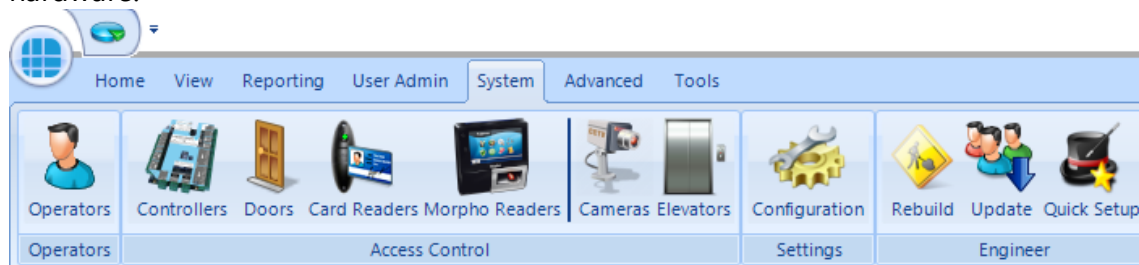 hardware.
Home View Reporting User Admin System Advanced Tools
Operators Controllers Doors Card Readers Morpho Readers Cameras Elevators Configuration Rebuild Update Quick Setup
Operators Access Control Settings Engineer